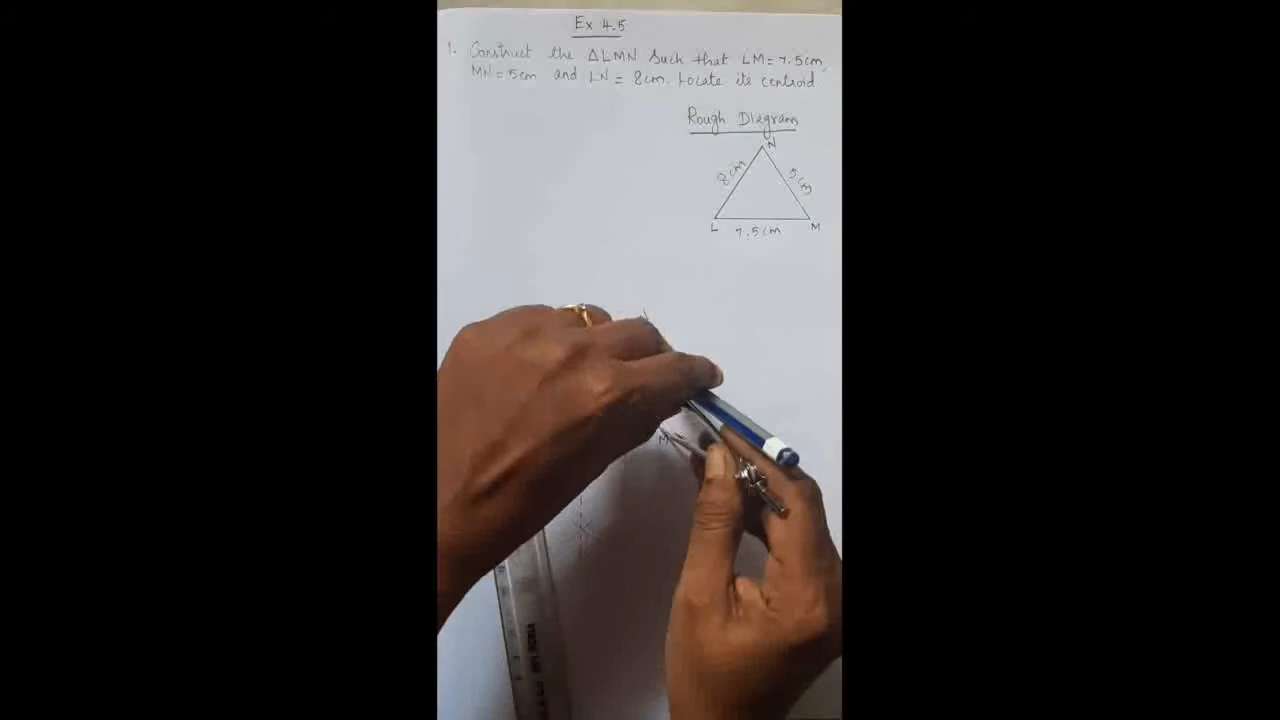 Ex 4.5
1. Construct the △LMN such that LM = 7.5cm,
MN = 5cm and LN = 8cm. Locate its centroid
Rough Diagram
N
8cm 5cm
L M
7.5cm
M